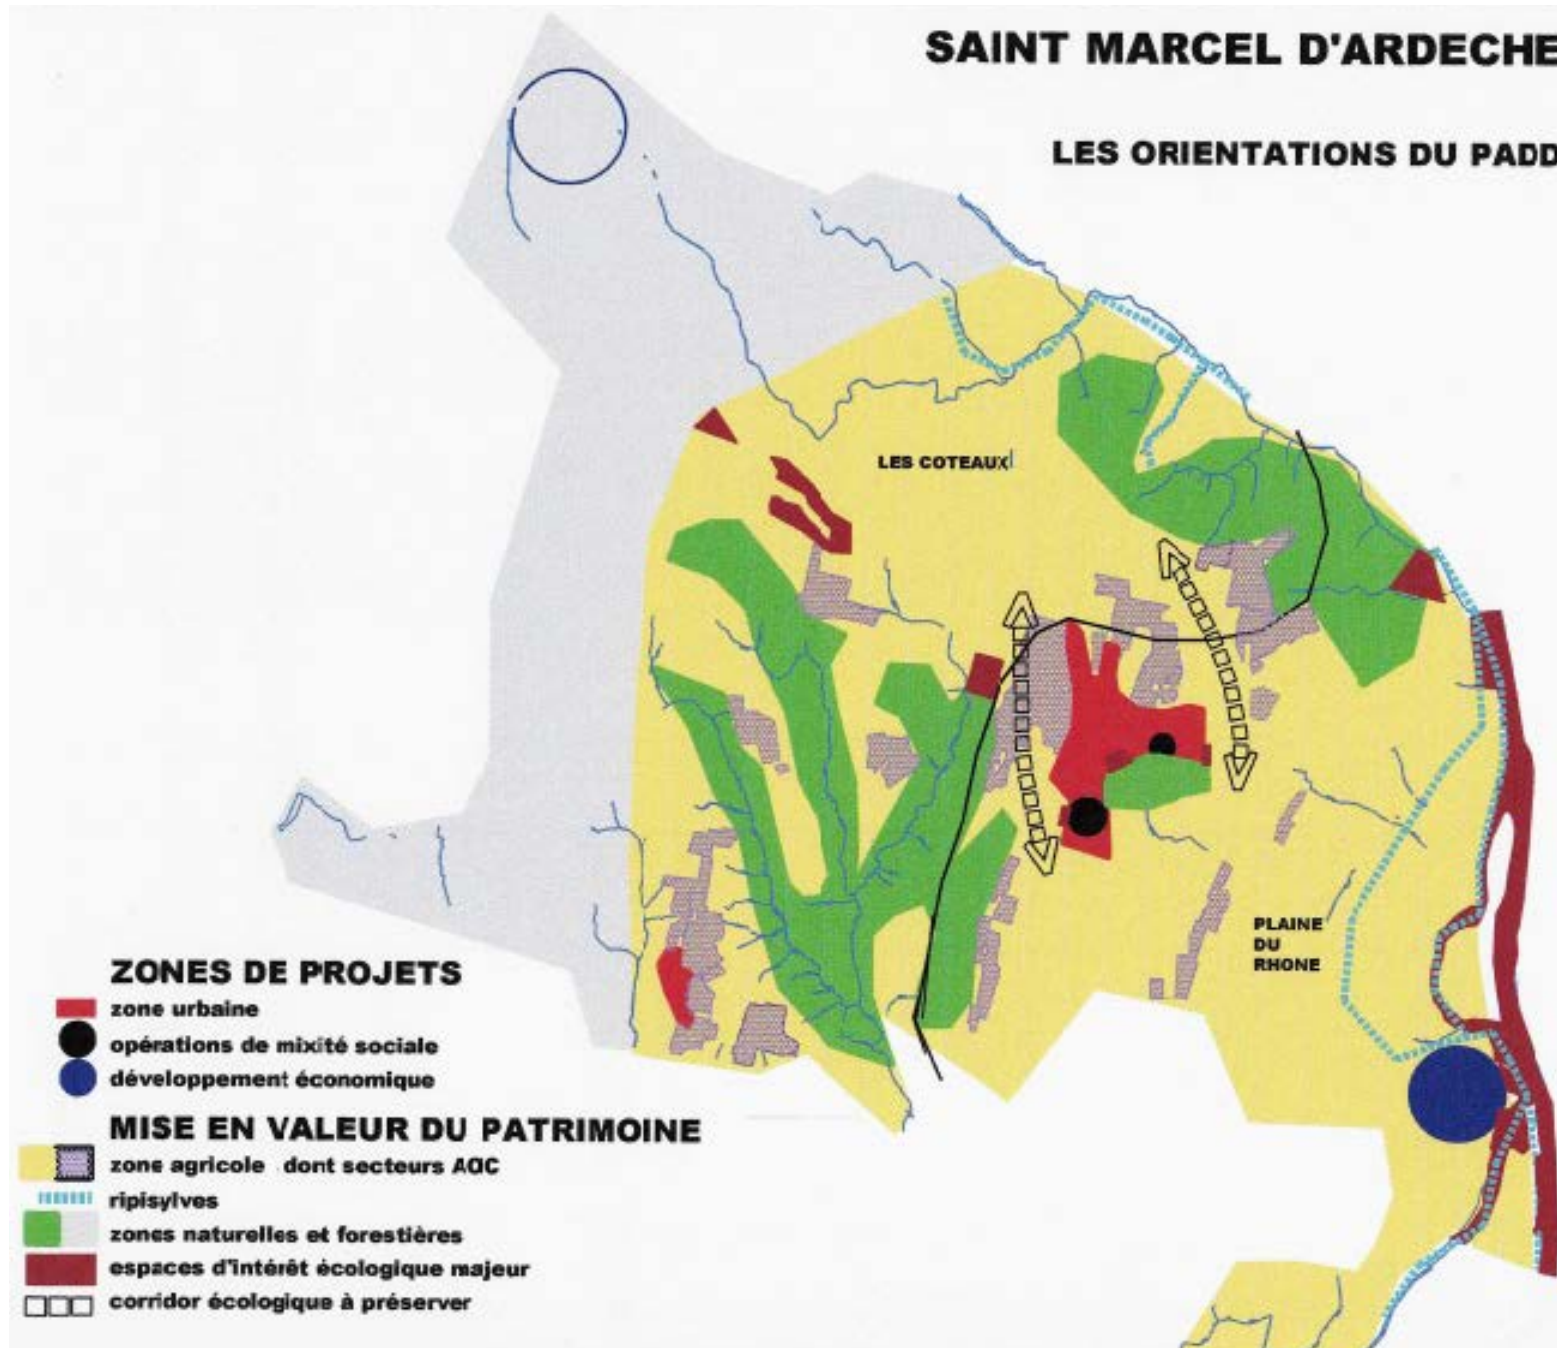 SAINT MARCEL D'ARDECHE
LES ORIENTATIONS DU PADD
LES COTEAUX
PLAINE
DU
RHONE
ZONES DE PROJETS
zone urbaine
opérations de mixité sociale
développement économique
MISE EN VALEUR DU PATRIMOINE
zone agricole dont secteurs AOC
ripisylves
zones naturelles et forestières
espaces d'intérêt écologique majeur
corridor écologique à préserver